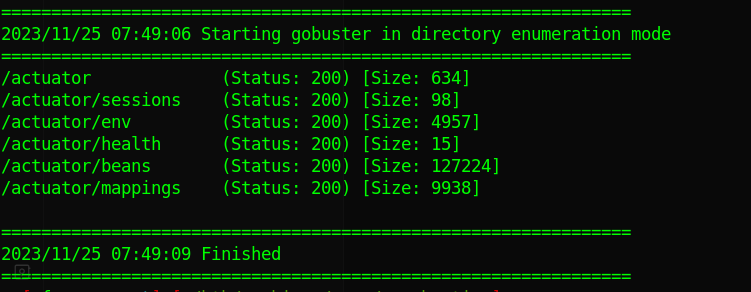 ===============================================================
2023/11/25 07:49:06 Starting gobuster in directory enumeration mode
===============================================================
/actuator             (Status: 200) [Size: 634]
/actuator/sessions    (Status: 200) [Size: 98]
/actuator/env         (Status: 200) [Size: 4957]
/actuator/health      (Status: 200) [Size: 15]
/actuator/beans       (Status: 200) [Size: 127224]
/actuator/mappings    (Status: 200) [Size: 9938]
===============================================================
2023/11/25 07:49:09 Finished
===============================================================